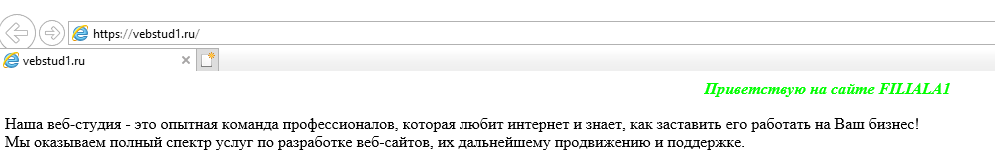 https://vebstud1.ru/
vebstud1.ru
Приветствую на сайте FILIALA1
Наша веб-студия - это опытная команда профессионалов, которая любит интернет и знает, как заставить его работать на Ваш бизнес!
Мы оказываем полный спектр услуг по разработке веб-сайтов, их дальнейшему продвижению и поддержке.